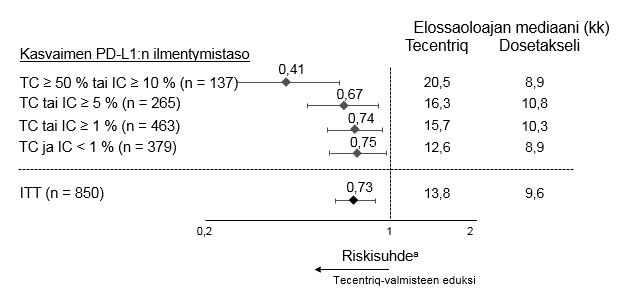 Elossaoloajan mediaani (kk)
Kasvaimen PD-L1:n ilmentymistaso Tecentriq Dosetakseli
TC ≥ 50 % tai IC ≥ 10 % (n = 137) 0,41 20,5 8,9
TC tai IC ≥ 5 % (n = 265) 0,67 16,3 10,8
TC tai IC ≥ 1 % (n = 463) 0,74 15,7 10,3
TC ja IC < 1 % (n = 379) 0,75 12,6 8,9
ITT (n = 850) 0,73 13,8 9,6
0,2 1 2
Riskisuhdeᵃ
Tecentriq-valmisteen eduksi